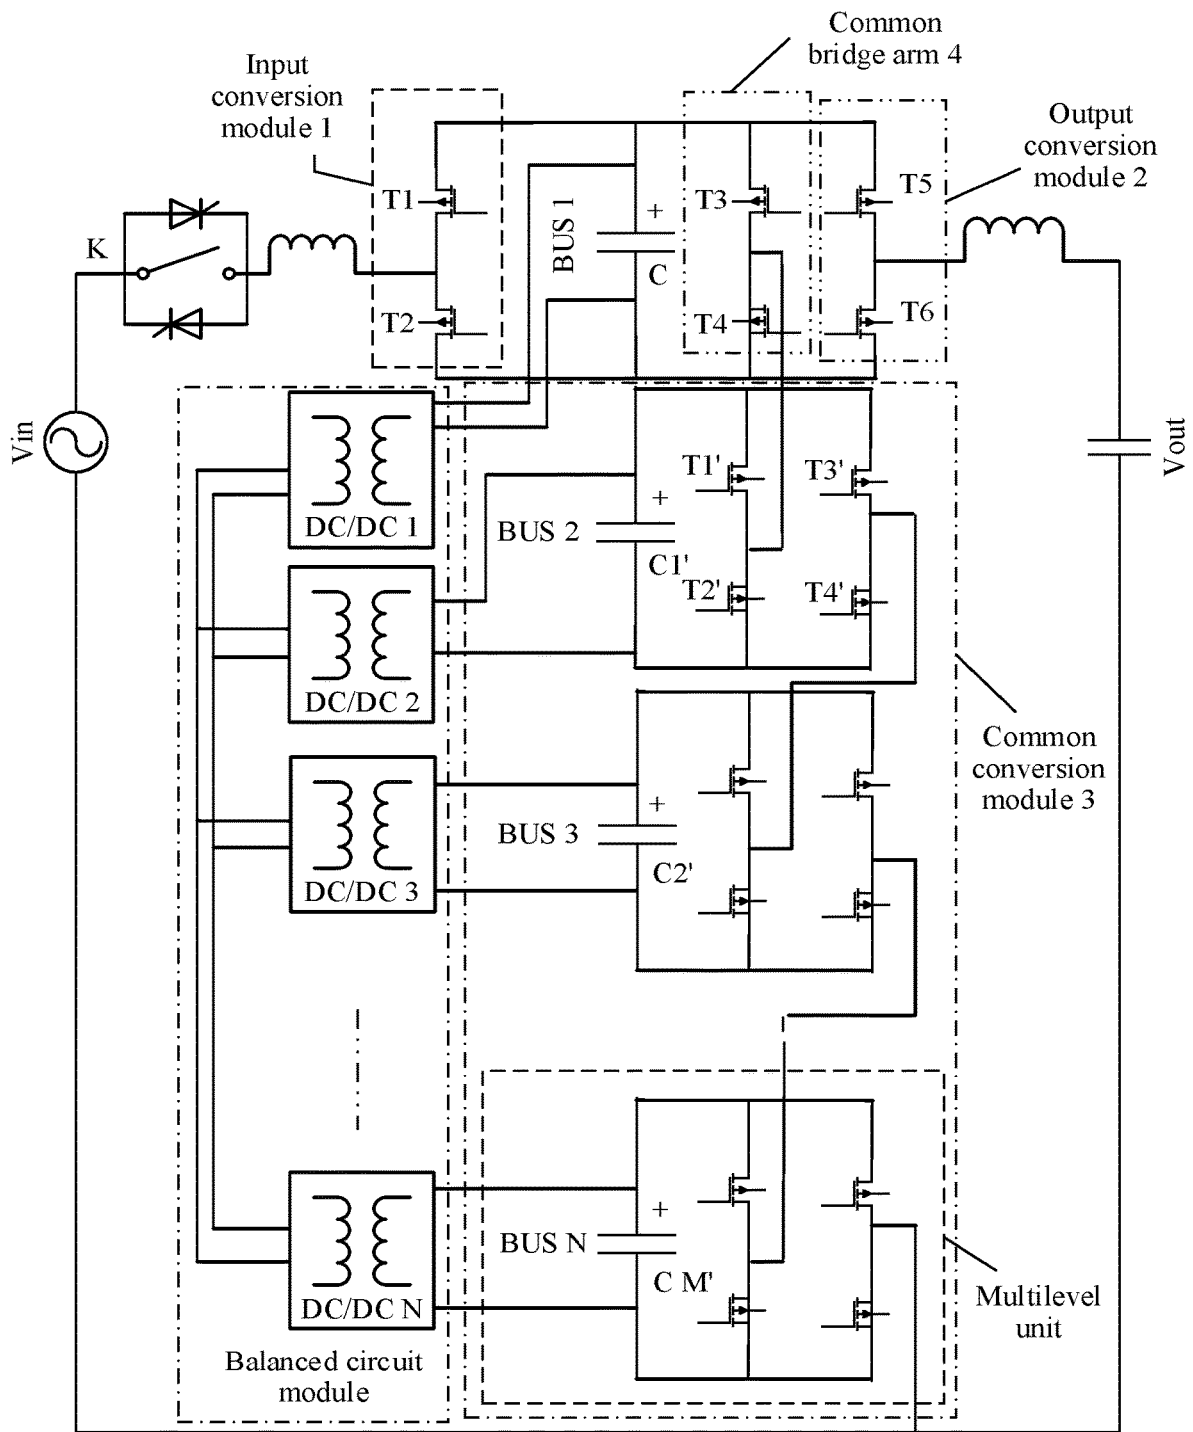 Common
bridge arm 4
Input
conversion
module 1
Output
conversion
module 2
T1
T3
T5
BUS 1
+
C
K
T2
T4
T6
Vin
Vout
DC/DC 1
T1'
T3'
+
BUS 2
C1'
T2'
T4'
DC/DC 2
Common
conversion
module 3
+
BUS 3
C2'
DC/DC 3
+
BUS N
C M'
DC/DC N
Multilevel
unit
Balanced circuit
module